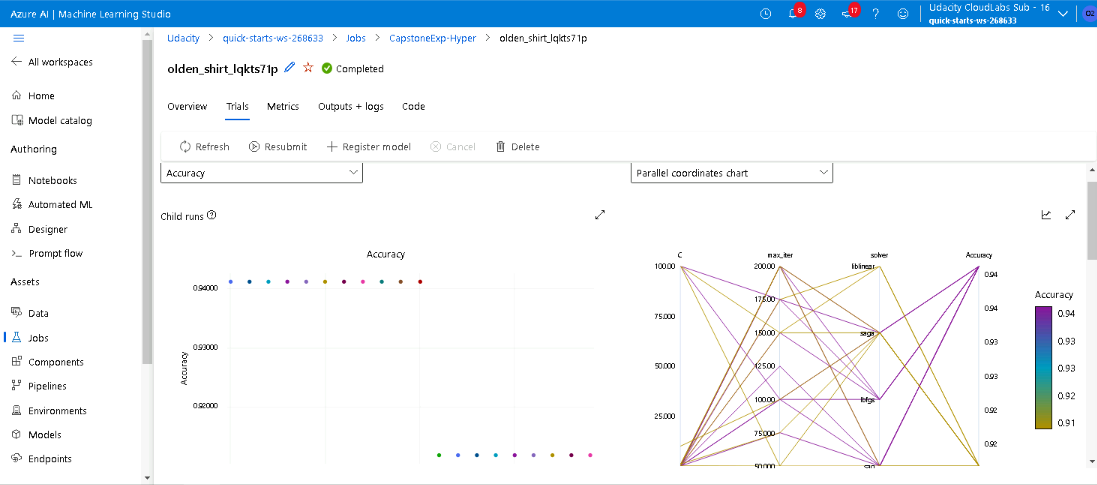 Azure AI | Machine Learning Studio
8
17
?
Udacity CloudLabs Sub - 16
quick-starts-ws-268633
OZ
Udacity > quick-starts-ws-268633 > Jobs > CapstoneExp-Hyper > olden_shirt_lqkts71p
All workspaces
Home
Model catalog
Authoring
Notebooks
Automated ML
Designer
Prompt flow
Assets
Data
Jobs
Components
Pipelines
Environments
Models
Endpoints
olden_shirt_lqkts71p Completed
Overview Trials Metrics Outputs + logs Code
Refresh Resubmit Register model Cancel Delete
Accuracy
Parallel coordinates chart
Child runs
Accuracy
0.94000
0.93000
0.92000
Accuracy
C max_iter solver Accuracy
100.00
75.000
50.000
25.000
200.00
175.00
150.00
125.00
100.00
75.000
50.000
liblinear
saga
lbfgs
sag
0.94
0.94
0.93
0.93
0.92
0.92
Accuracy
0.94
0.93
0.93
0.92
0.91